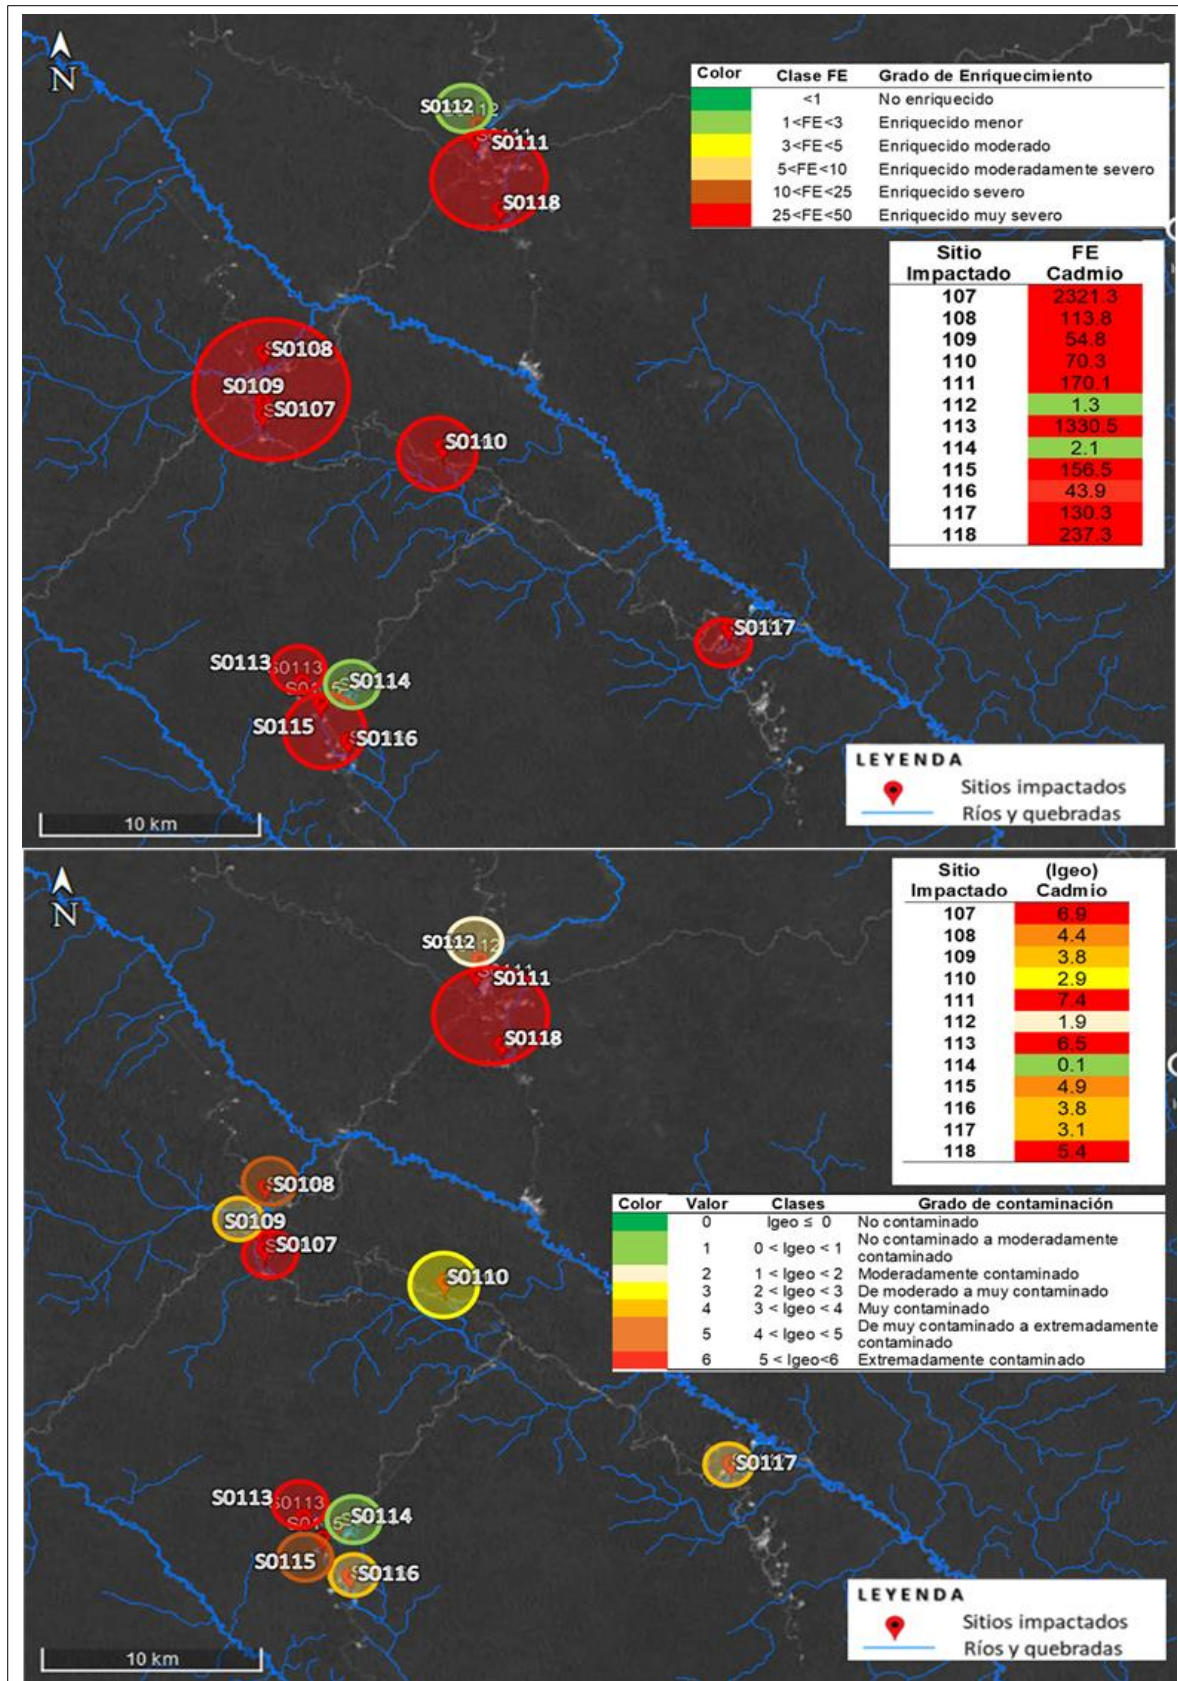 N
S0112
S0111
S0118
Color Clase FE Grado de Enriquecimiento
<1 No enriquecido
1<FE<3 Enriquecido menor
3<FE<5 Enriquecido moderado
5<FE<10 Enriquecido moderadamente severo
10<FE<25 Enriquecido severo
25<FE<50 Enriquecido muy severo
Sitio Impactado FE Cadmio
107 2321.3
108 113.8
109 54.8
110 70.3
111 170.1
112 1.3
113 1330.5
114 2.1
115 156.5
116 43.9
117 130.3
118 237.3
S0108
S0109
S0107
S0110
S0117
S0113 S0113
S0114
S0115
S0116
LEYENDA
Sitios impactados
Ríos y quebradas
10 km
N
S0112
S0111
S0118
Sitio Impactado (Igeo) Cadmio
107 6.9
108 4.4
109 3.8
110 2.9
111 7.4
112 1.9
113 6.5
114 0.1
115 4.9
116 3.8
117 3.1
118 5.4
S0108
S0109
S0107
S0110
Color Valor Clases Grado de contaminación
0 Igeo ≤ 0 No contaminado
1 0 < Igeo < 1 No contaminado a moderadamente
contaminado
2 1 < Igeo < 2 Moderadamente contaminado
3 2 < Igeo < 3 De moderado a muy contaminado
4 3 < Igeo < 4 Muy contaminado
5 4 < Igeo < 5 De muy contaminado a extremadamente
contaminado
6 5 < Igeo<6 Extremadamente contaminado
S0117
S0113 S0113
S0114
S0115
S0116
LEYENDA
Sitios impactados
Ríos y quebradas
10 km